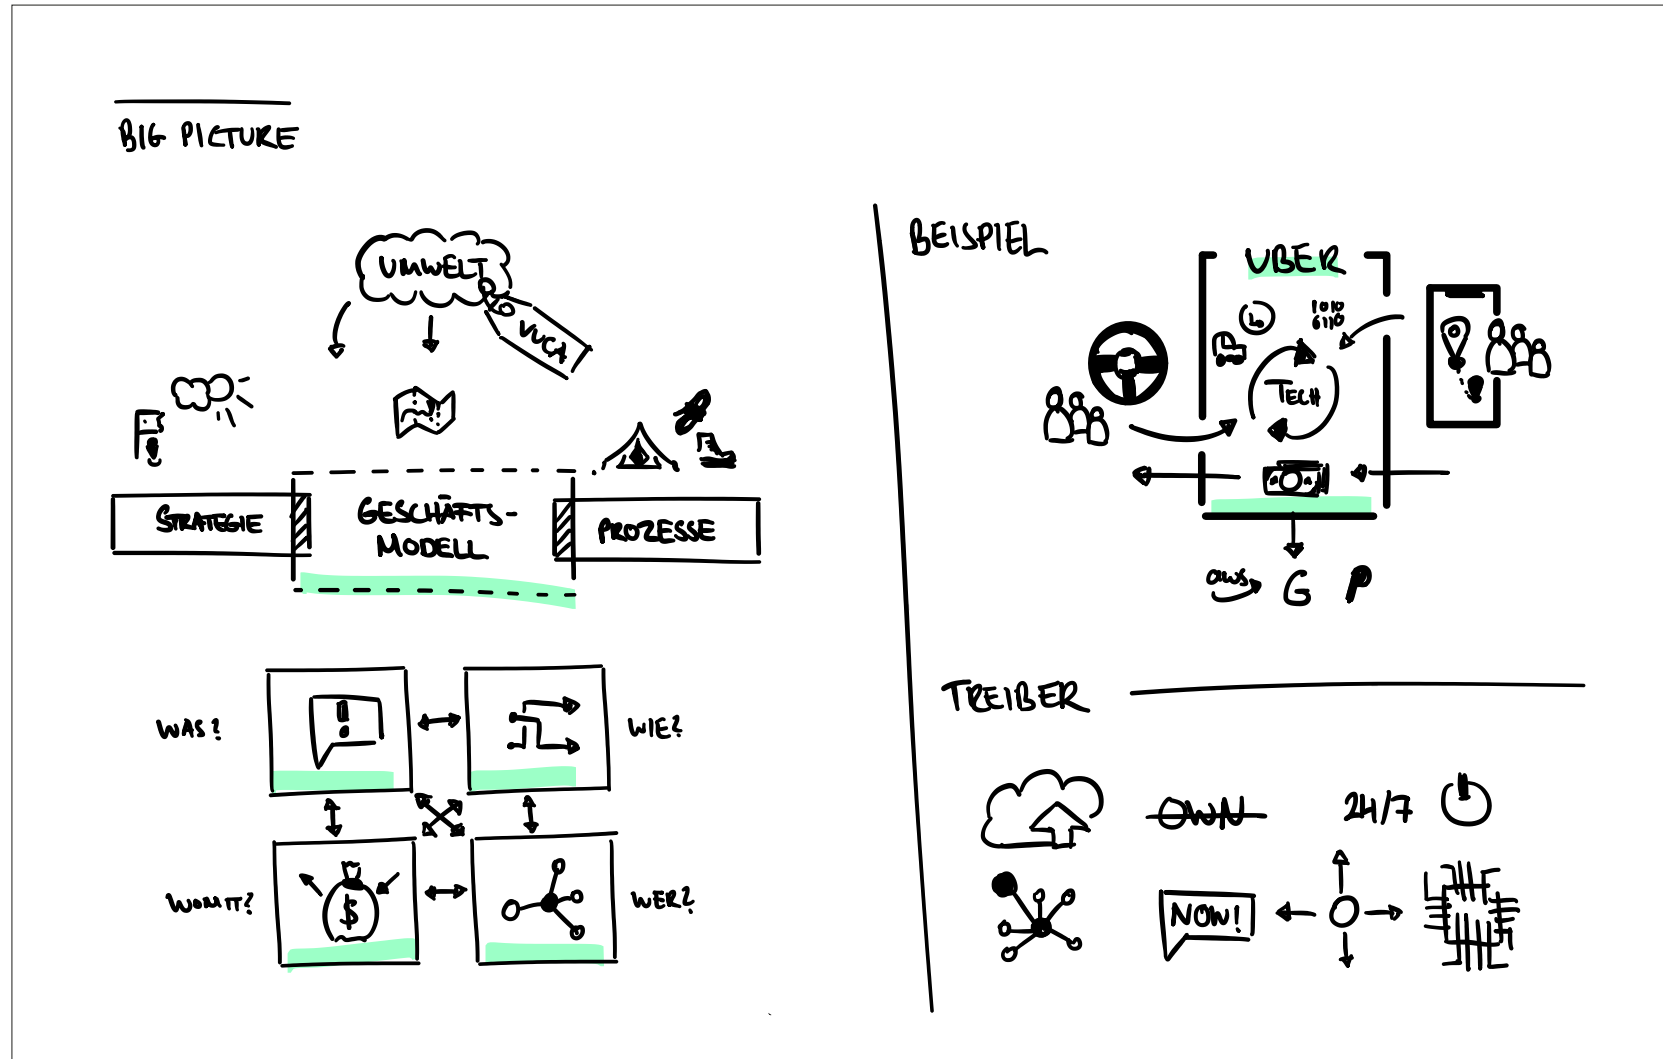 BIG PICTURE
UMWELT
VUCA
STRATEGIE
GESCHÄFTS-
MODELL
PROZESSE
WAS?
WIE?
WOMIT?
$
WER?
BEISPIEL
UBER
1010
0110
TECH
aws
G
P
TREIBER
OWN
24/7
NOW!